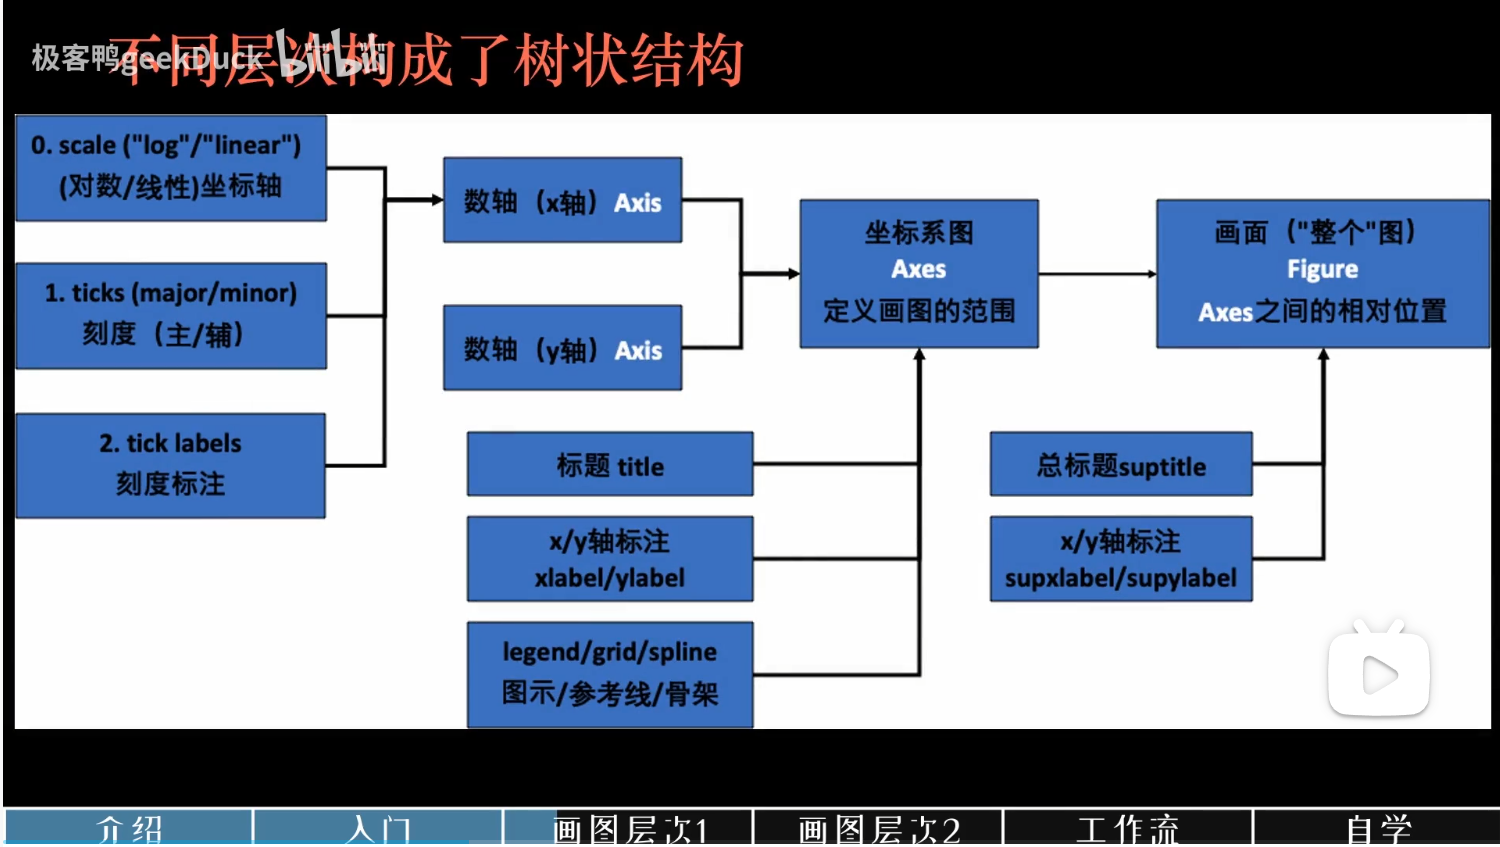 不同层次构成了树状结构
极客鸭geekDuck bilibili
0. scale ("log"/"linear")
(对数/线性)坐标轴
1. ticks (major/minor)
刻度（主/辅）
2. tick labels
刻度标注
数轴（x轴）Axis
数轴（y轴）Axis
标题 title
x/y轴标注
xlabel/ylabel
legend/grid/spline
图示/参考线/骨架
坐标系图
Axes
定义画图的范围
画面（"整个"图）
Figure
Axes之间的相对位置
总标题suptitle
x/y轴标注
supxlabel/supylabel
介绍
入门
画图层次1
画图层次2
工作流
自学